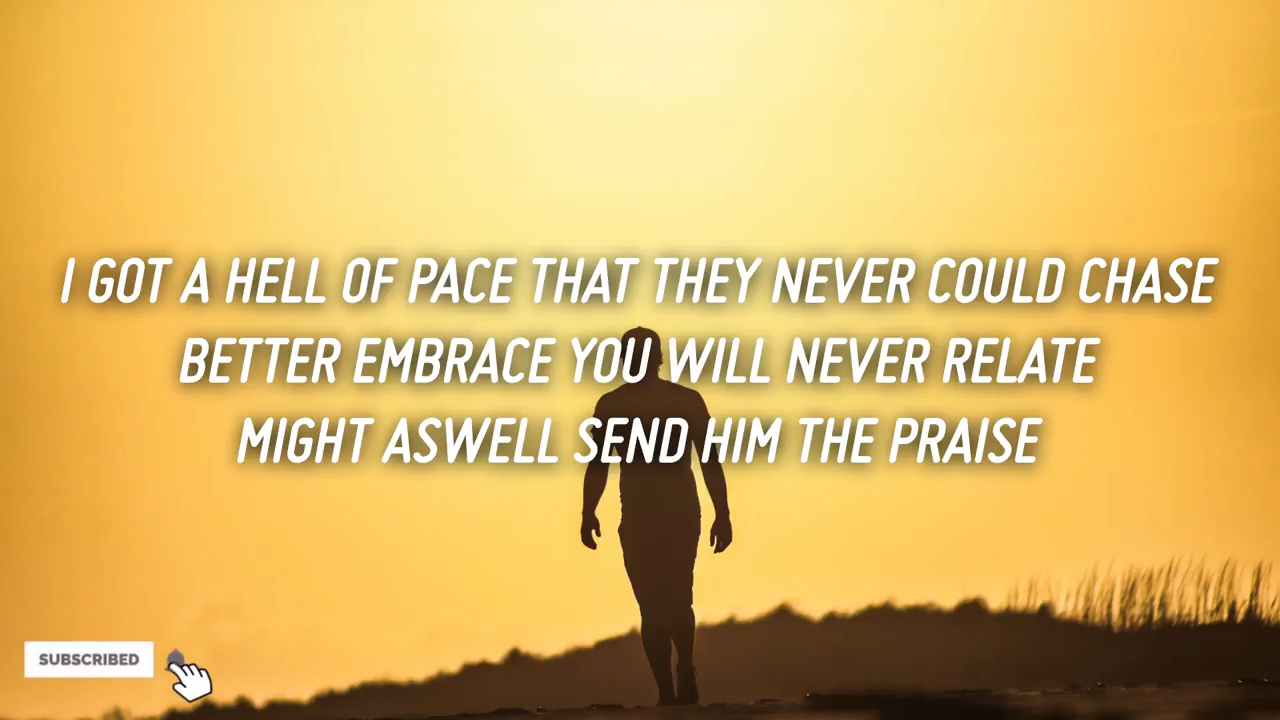 I GOT A HELL OF PACE THAT THEY NEVER COULD CHASE
BETTER EMBRACE YOU WILL NEVER RELATE
MIGHT ASWELL SEND HIM THE PRAISE
SUBSCRIBED